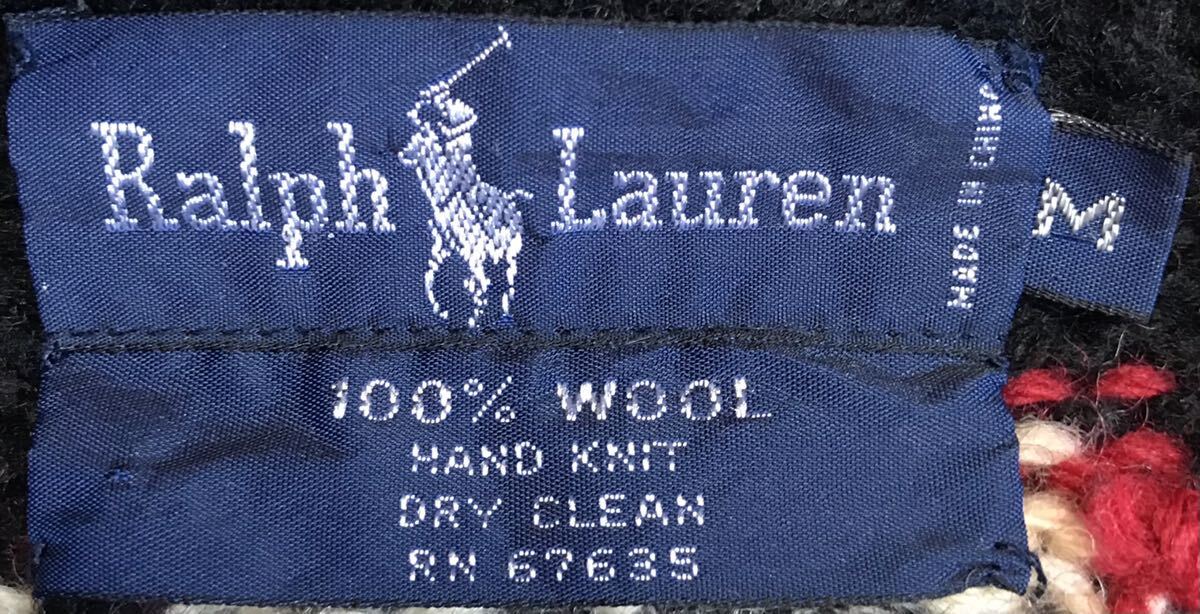 Ralph Lauren
MADE IN CHINA
M
100% WOOL
HAND KNIT
DRY CLEAN
RN 67635